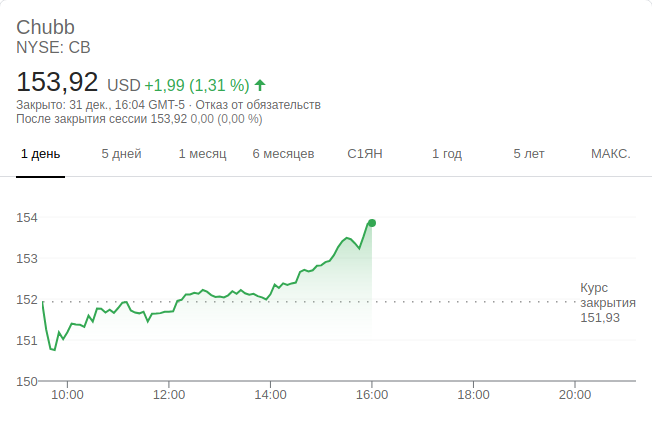 Chubb
NYSE: CB
153,92 USD +1,99 (1,31 %)
Закрыто: 31 дек., 16:04 GMT-5 · Отказ от обязательств
После закрытия сессии 153,92 0,00 (0,00 %)
1 день 5 дней 1 месяц 6 месяцев С1ЯН 1 год 5 лет МАКС.
154
153
152
151
150
Курс
закрытия
151,93
10:00 12:00 14:00 16:00 18:00 20:00